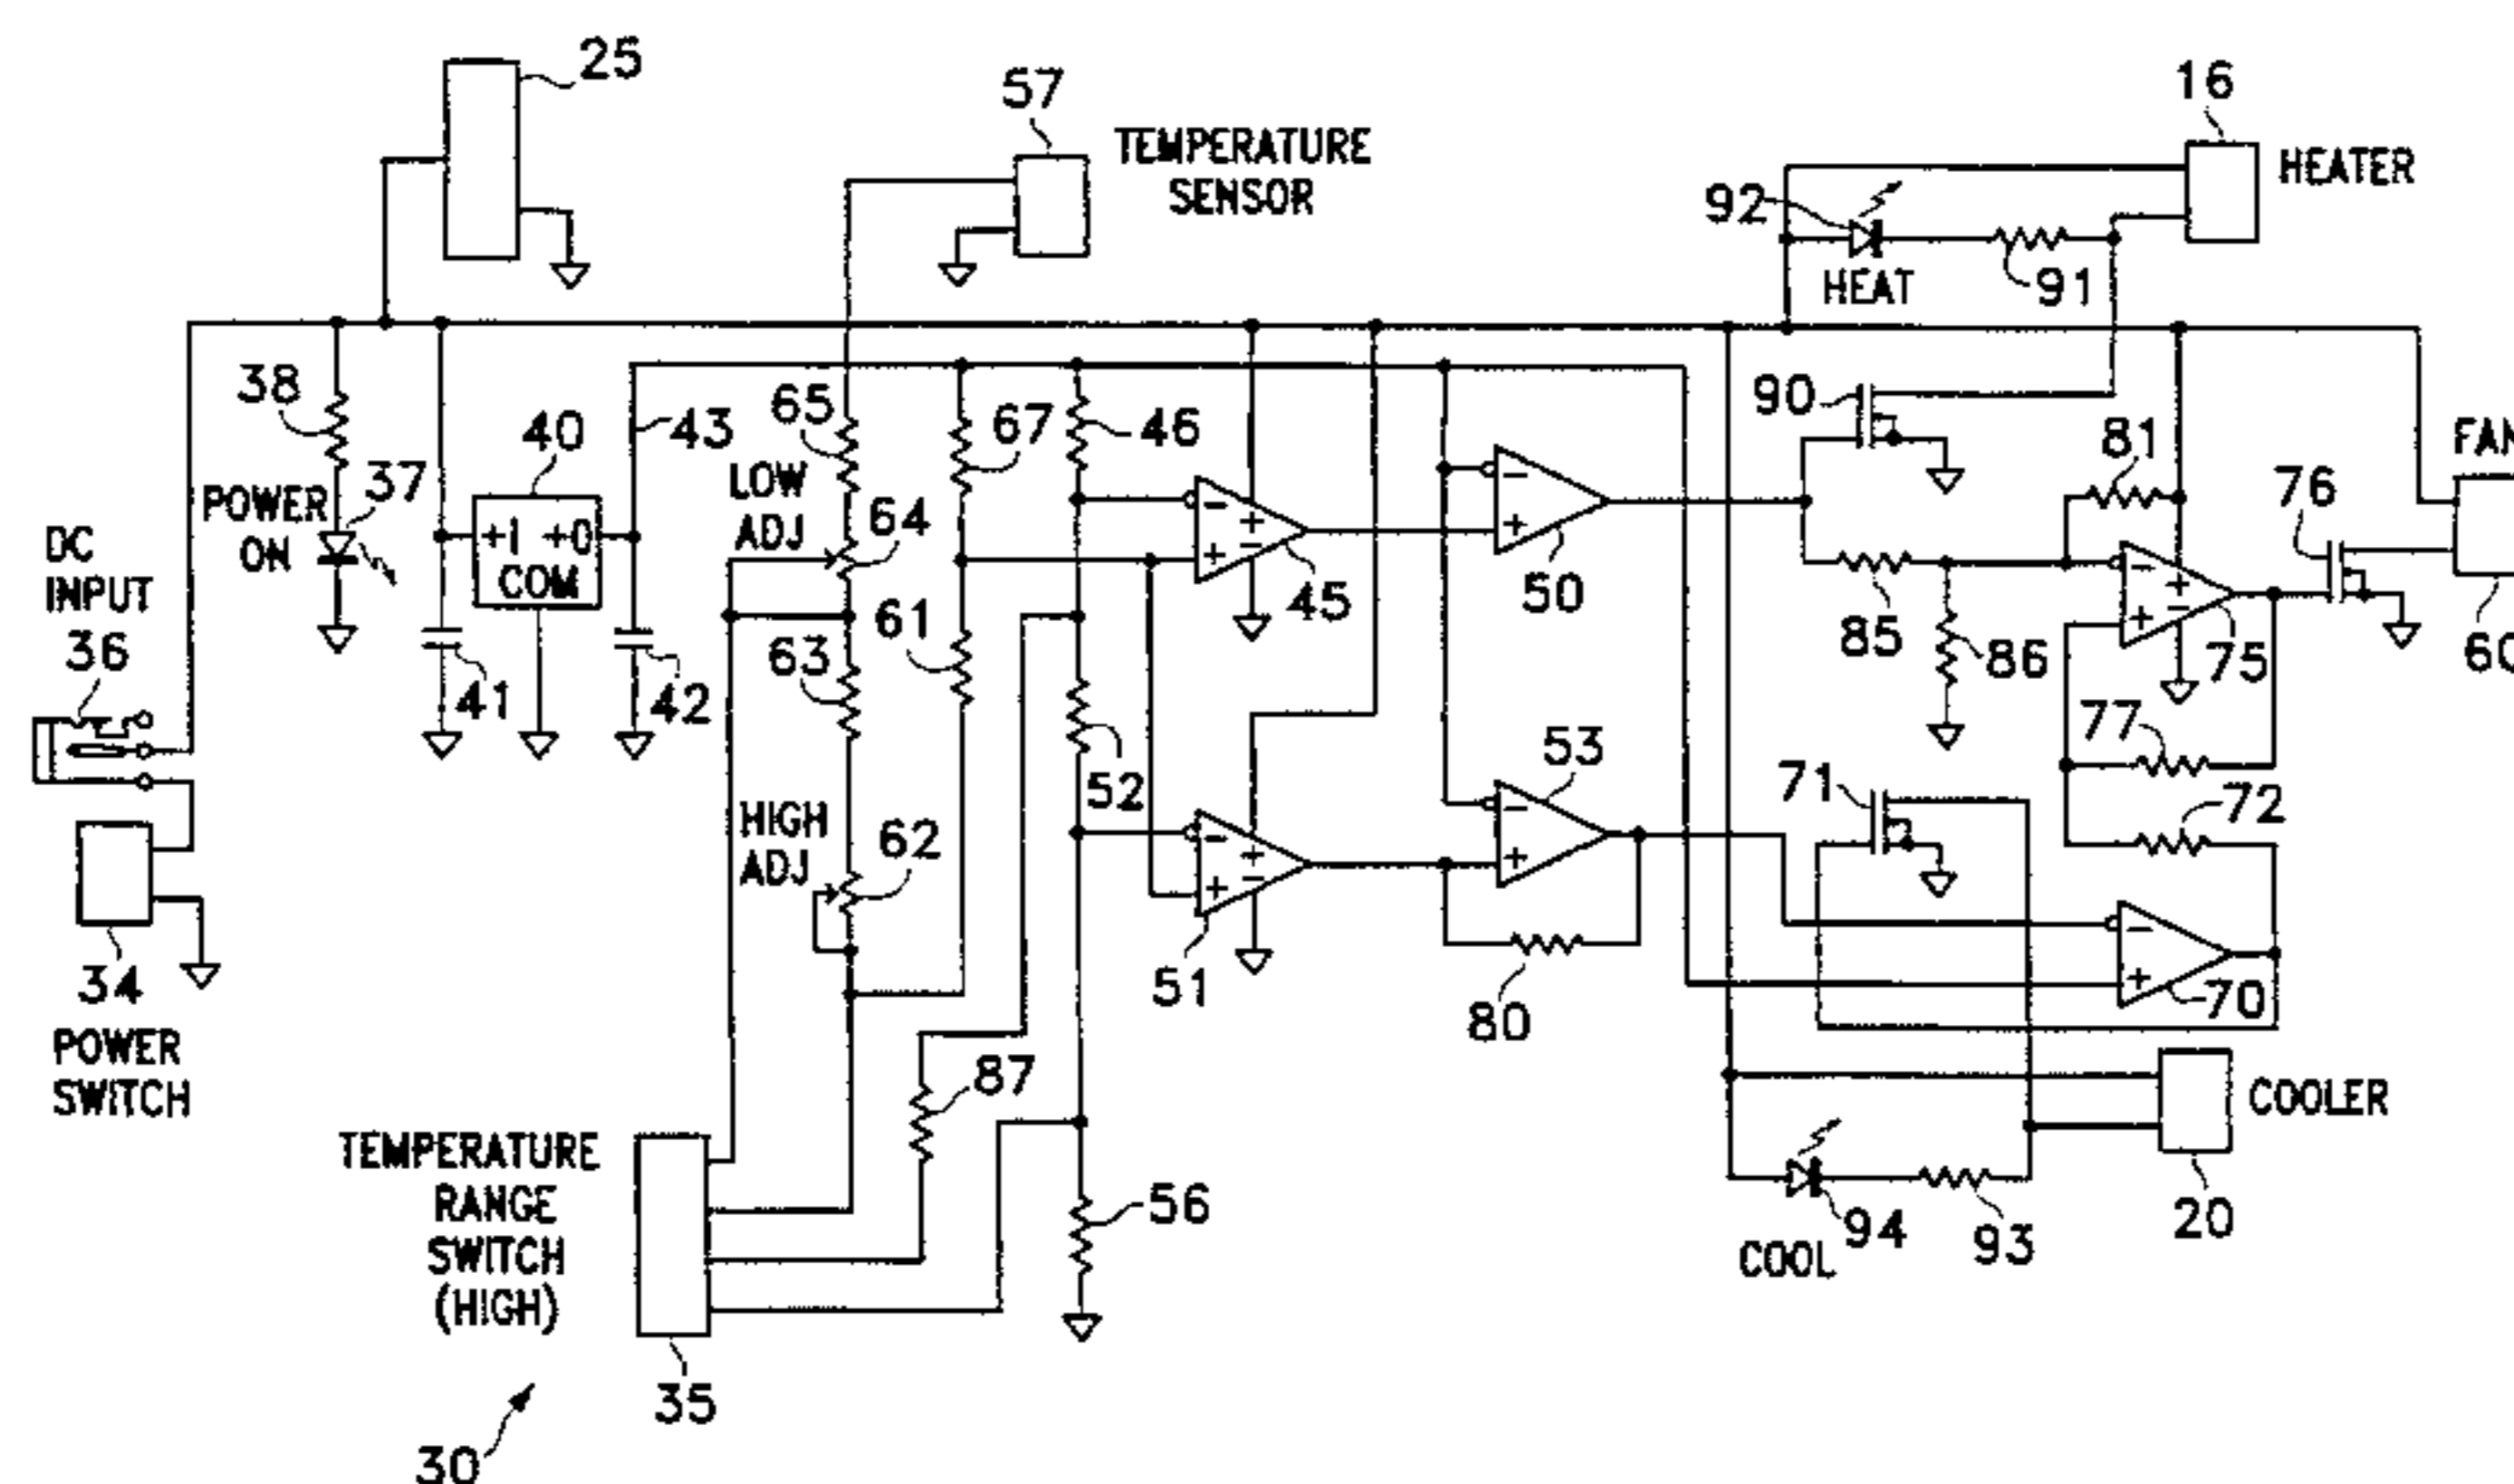 25
57
TEMPERATURE
SENSOR
16
HEATER
92
HEAT
91
38
40
43
65
67
46
90
81
FAN
POWER
ON
37
+I +O
COM
LOW
ADJ
64
- + - +
45
- +
50
76
DC
INPUT
36
41
42
63
61
85
86
- + - +
75
60
77
52
53
71
72
HIGH
ADJ
62
- + - +
51
- +
80
- +
70
34
POWER
SWITCH
87
COOLER
TEMPERATURE
RANGE
SWITCH
(HIGH)
56
94
93
20
COOL
35
30